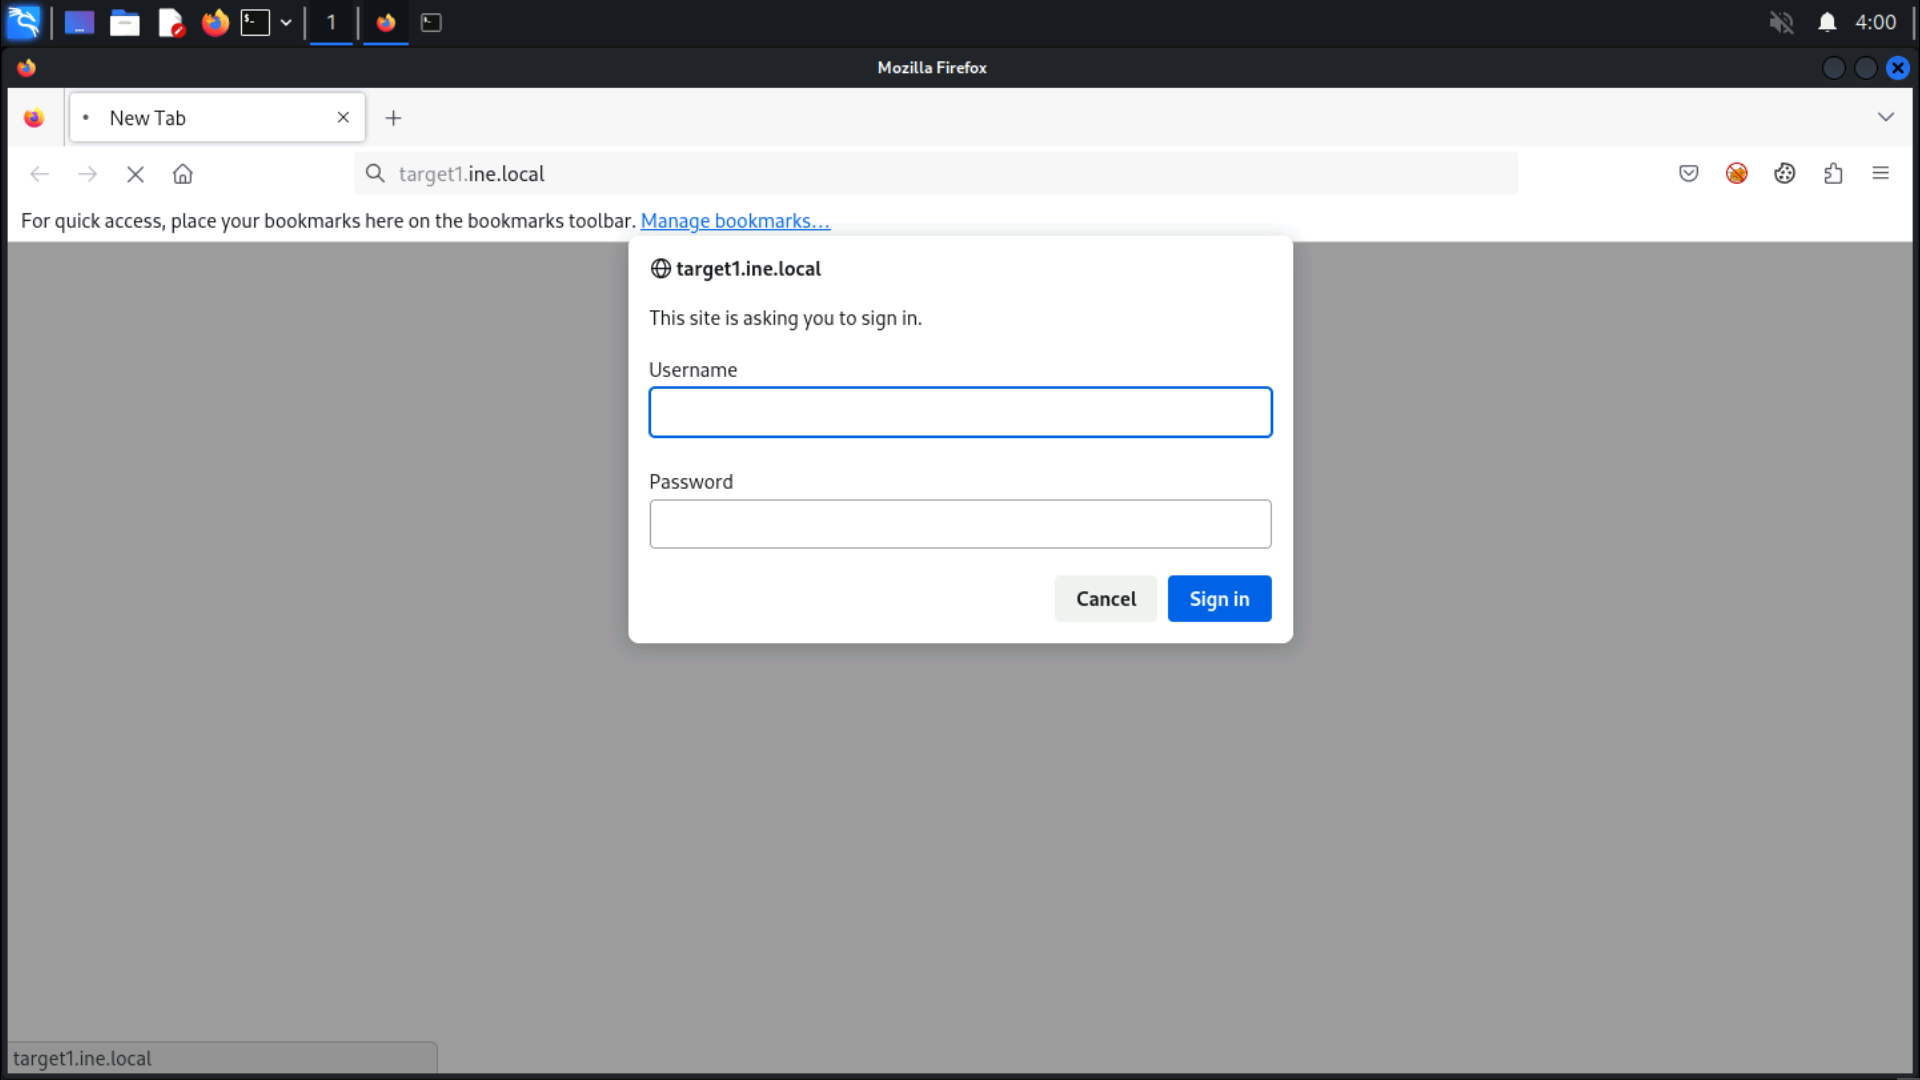 1
4:00
Mozilla Firefox
New Tab
target1.ine.local
For quick access, place your bookmarks here on the bookmarks toolbar. Manage bookmarks...
target1.ine.local
This site is asking you to sign in.
Username
Password
Cancel
Sign in
target1.ine.local